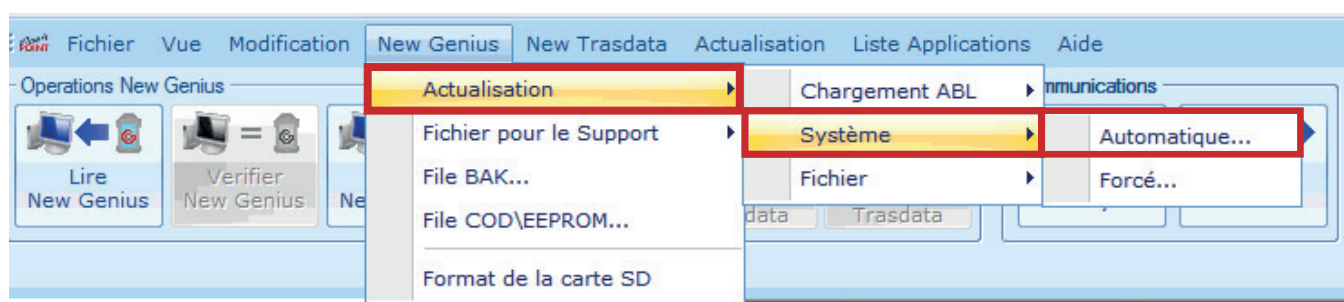 POINT Fichier Vue Modification New Genius New Trasdata Actualisation Liste Applications Aide
Operations New Genius
Actualisation
Chargement ABL
mmunications
Fichier pour le Support
Système
Automatique...
Lire
New Genius
Verifier
New Genius
Ne
File BAK...
Fichier
Forcé...
File COD\EEPROM...
data
Trasdata
Format de la carte SD